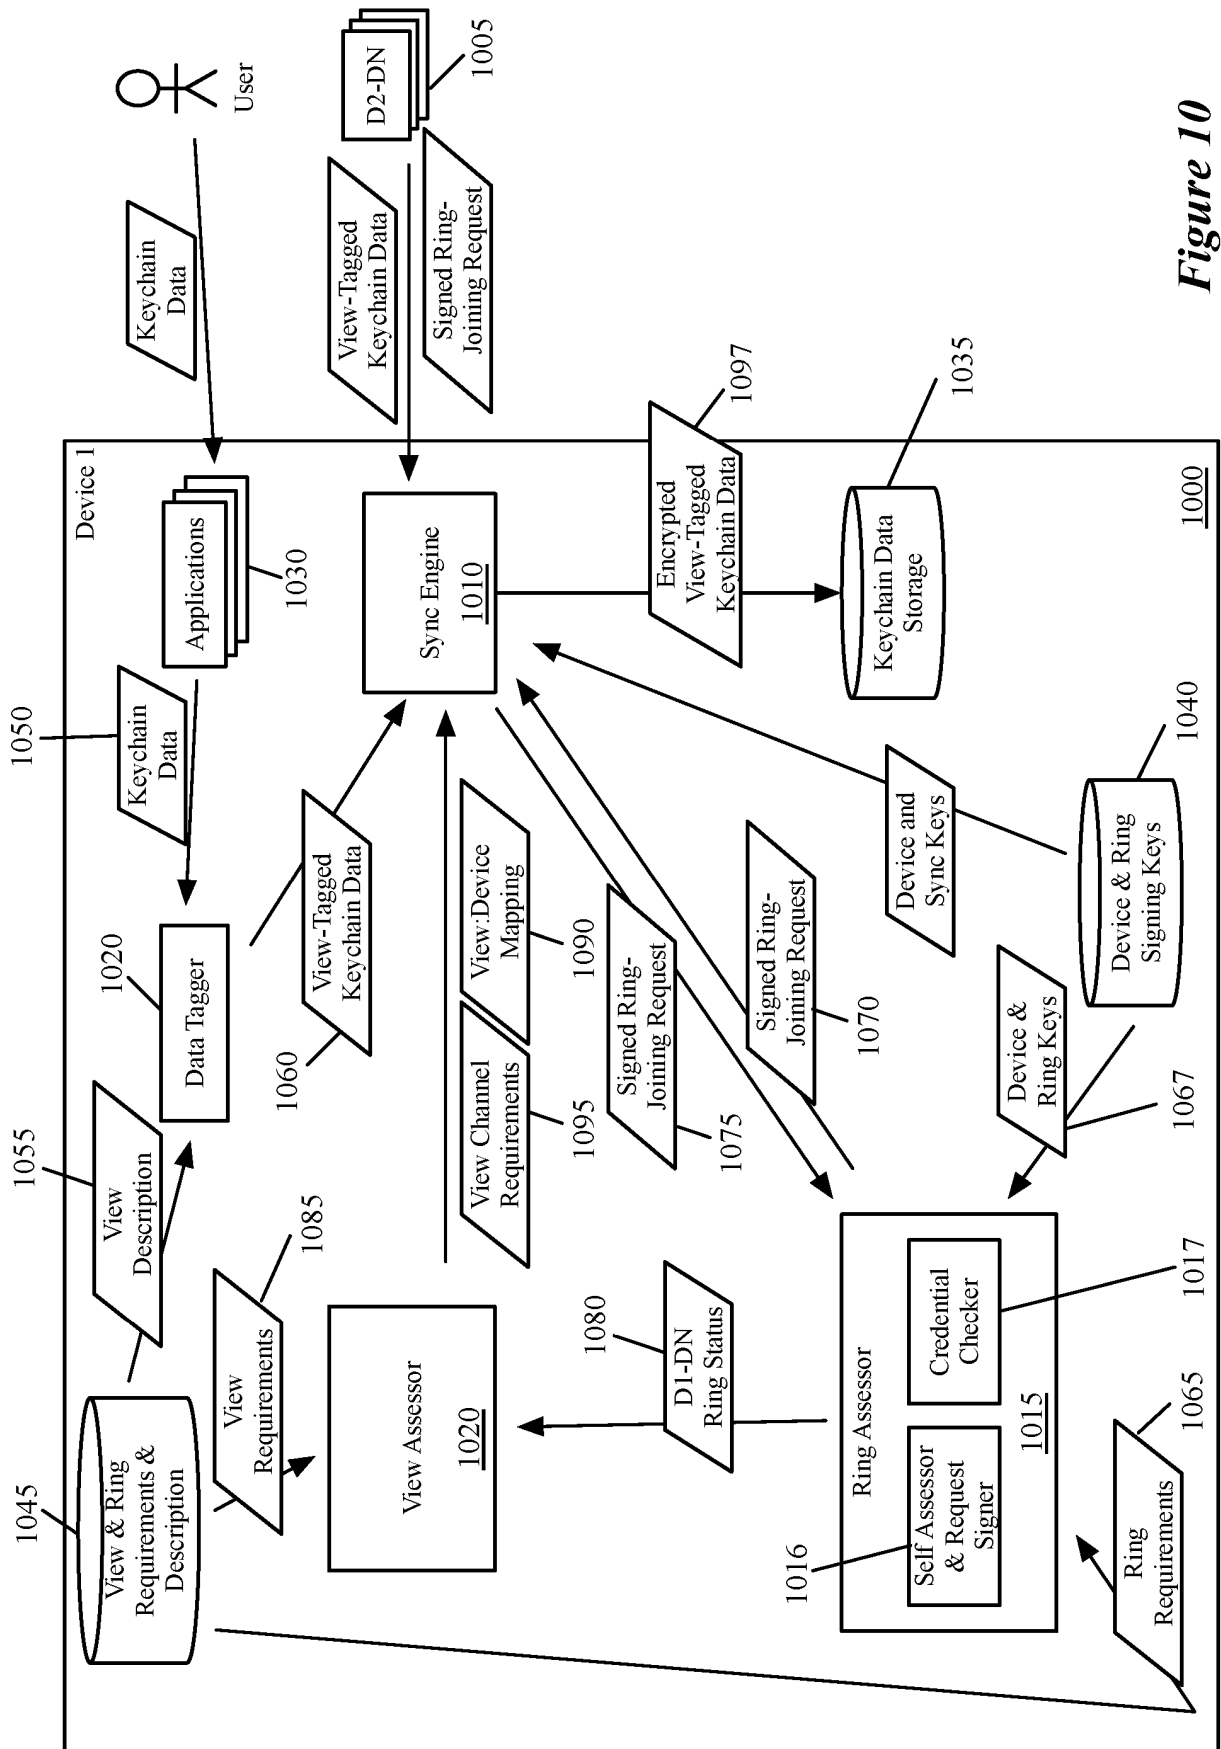 User
Keychain
Data
D2-DN
1005
View-Tagged
Keychain Data
Signed Ring-
Joining Request
Device 1
Applications
1030
1050
Keychain
Data
Sync Engine
1010
Encrypted
View-Tagged
Keychain Data
1097
Keychain Data
Storage
1035
1020
Data Tagger
View-Tagged
Keychain Data
1060
1055
View
Description
1045
View & Ring
Requirements &
Description
View
Requirements
1085
View Assessor
1020
View:Device
Mapping
1090
View Channel
Requirements
1095
Signed Ring-
Joining Request
1075
Signed Ring-
Joining Request
1070
Device and
Sync Keys
Device & Ring
Signing Keys
1040
Device &
Ring Keys
1067
1080
D1-DN
Ring Status
Ring Assessor
1015
1016
Self Assessor
& Request
Signer
Credential
Checker
1017
Ring
Requirements
1065
1000
Figure 10